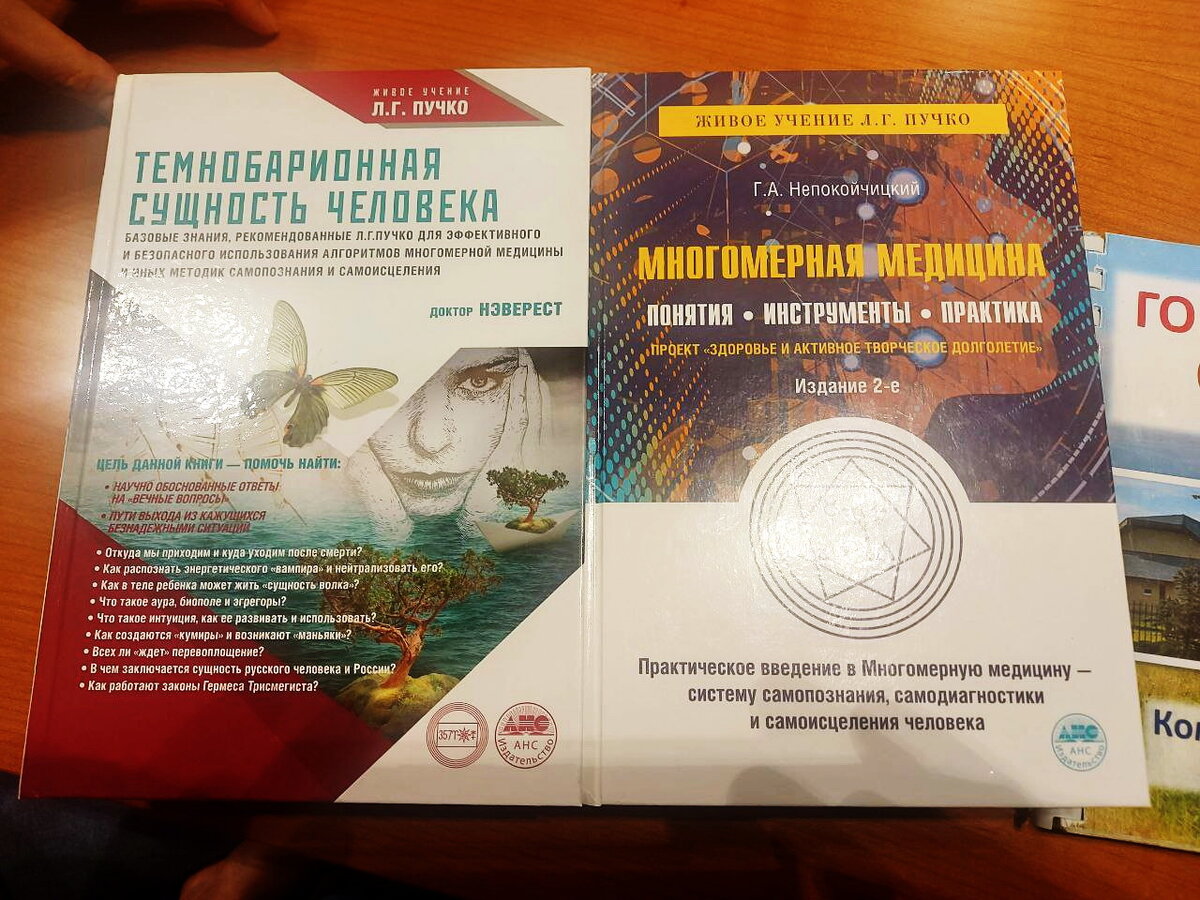 ЖИВОЕ УЧЕНИЕ
Л.Г. ПУЧКО
ТЕМНОБАРИОННАЯ
СУЩНОСТЬ ЧЕЛОВЕКА
БАЗОВЫЕ ЗНАНИЯ, РЕКОМЕНДОВАННЫЕ Л.Г.ПУЧКО ДЛЯ ЭФФЕКТИВНОГО
И БЕЗОПАСНОГО ИСПОЛЬЗОВАНИЯ АЛГОРИТМОВ МНОГОМЕРНОЙ МЕДИЦИНЫ
И ИНЫХ МЕТОДИК САМОПОЗНАНИЯ И САМОИСЦЕЛЕНИЯ
ДОКТОР НЭВЕРЕСТ
ЦЕЛЬ ДАННОЙ КНИГИ — ПОМОЧЬ НАЙТИ:
• НАУЧНО ОБОСНОВАННЫЕ ОТВЕТЫ
НА «ВЕЧНЫЕ ВОПРОСЫ»
• ПУТИ ВЫХОДА ИЗ КАЖУЩИХСЯ
БЕЗНАДЕЖНЫМИ СИТУАЦИЙ
• Откуда мы приходим и куда уходим после смерти?
• Как распознать энергетического «вампира» и нейтрализовать его?
• Как в теле ребенка может жить «сущность волка»?
• Что такое аура, биополе и эгрегоры?
• Что такое интуиция, как ее развивать и использовать?
• Как создаются «кумиры» и возникают «маньяки»?
• Всех ли «ждет» перевоплощение?
• В чем заключается сущность русского человека и России?
• Как работают законы Гермеса Трисмегиста?
357Т
АНС
АНС
Издательство
ЖИВОЕ УЧЕНИЕ Л.Г. ПУЧКО
Г.А. Непокойчицкий
МНОГОМЕРНАЯ МЕДИЦИНА
ПОНЯТИЯ • ИНСТРУМЕНТЫ • ПРАКТИКА
ПРОЕКТ «ЗДОРОВЬЕ И АКТИВНОЕ ТВОРЧЕСКОЕ ДОЛГОЛЕТИЕ»
Издание 2-е
Практическое введение в Многомерную медицину —
систему самопознания, самодиагностики
и самоисцеления человека
АНС
АНС
Издательство
ГО
Ко